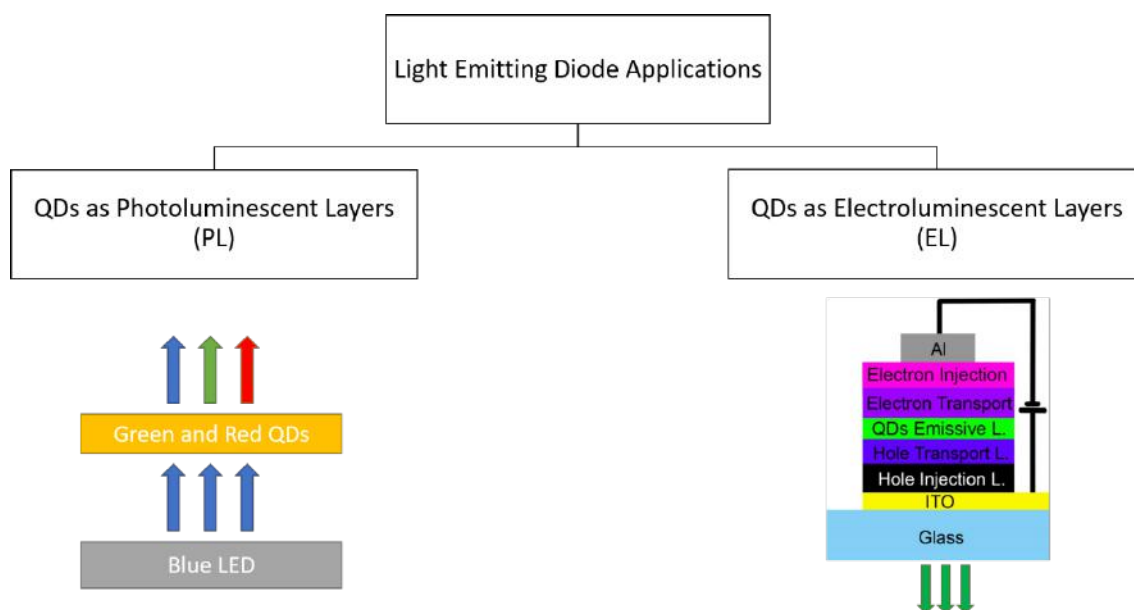 Light Emitting Diode Applications
QDs as Photoluminescent Layers
(PL)
QDs as Electroluminescent Layers
(EL)
Green and Red QDs
Blue LED
Al
Electron Injection
Electron Transport
QDs Emissive L.
Hole Transport L.
Hole Injection L.
ITO
Glass